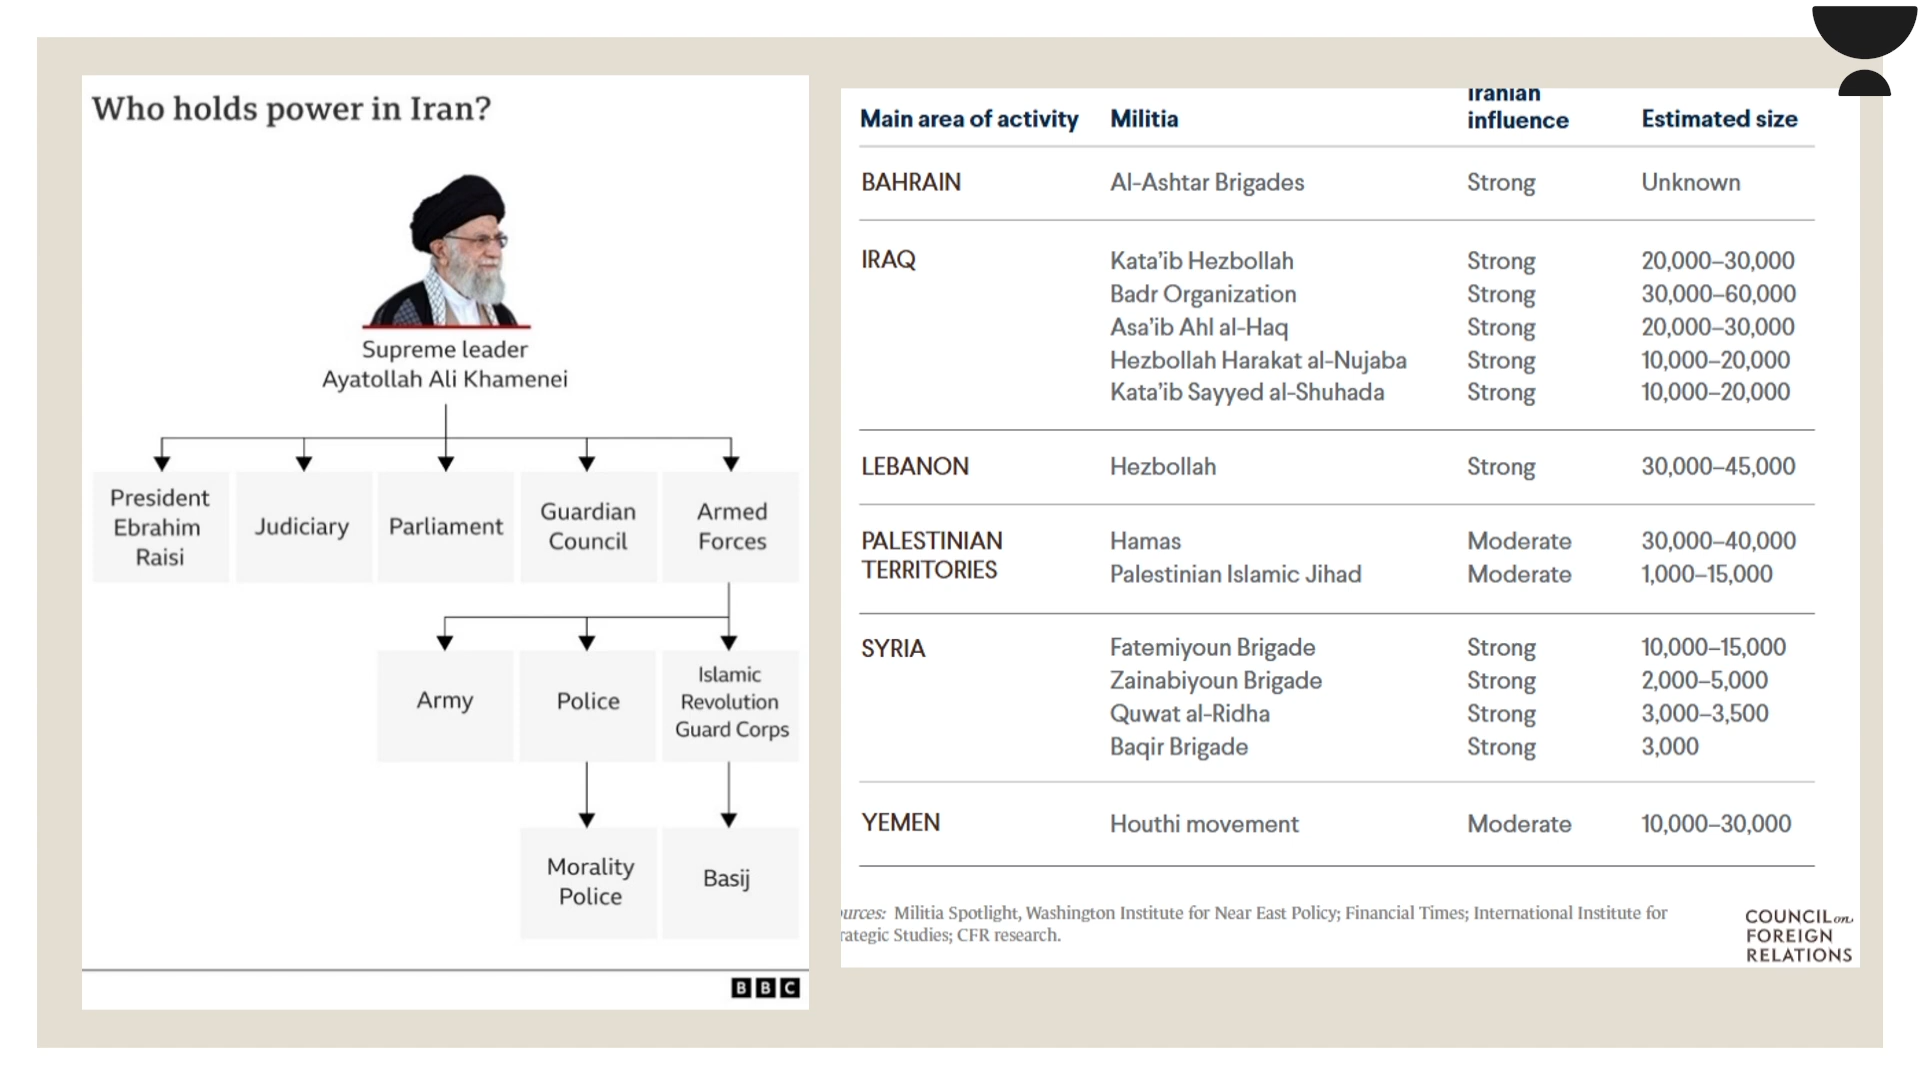 Who holds power in Iran?
Supreme leader
Ayatollah Ali Khamenei
President
Ebrahim
Raisi
Judiciary
Parliament
Guardian
Council
Armed
Forces
Army
Police
Islamic
Revolution
Guard Corps
Morality
Police
Basij
BBC
Main area of activity Militia Iranian influence Estimated size
BAHRAIN Al-Ashtar Brigades Strong Unknown
IRAQ Kata'ib Hezbollah Strong 20,000–30,000
Badr Organization Strong 30,000–60,000
Asa'ib Ahl al-Haq Strong 20,000–30,000
Hezbollah Harakat al-Nujaba Strong 10,000–20,000
Kata'ib Sayyed al-Shuhada Strong 10,000–20,000
LEBANON Hezbollah Strong 30,000–45,000
PALESTINIAN Hamas Moderate 30,000–40,000
TERRITORIES Palestinian Islamic Jihad Moderate 1,000–15,000
SYRIA Fatemiyoun Brigade Strong 10,000–15,000
Zainabiyoun Brigade Strong 2,000–5,000
Quwat al-Ridha Strong 3,000–3,500
Baqir Brigade Strong 3,000
YEMEN Houthi movement Moderate 10,000–30,000
urces: Militia Spotlight, Washington Institute for Near East Policy; Financial Times; International Institute for
rategic Studies; CFR research.
COUNCIL on
FOREIGN
RELATIONS